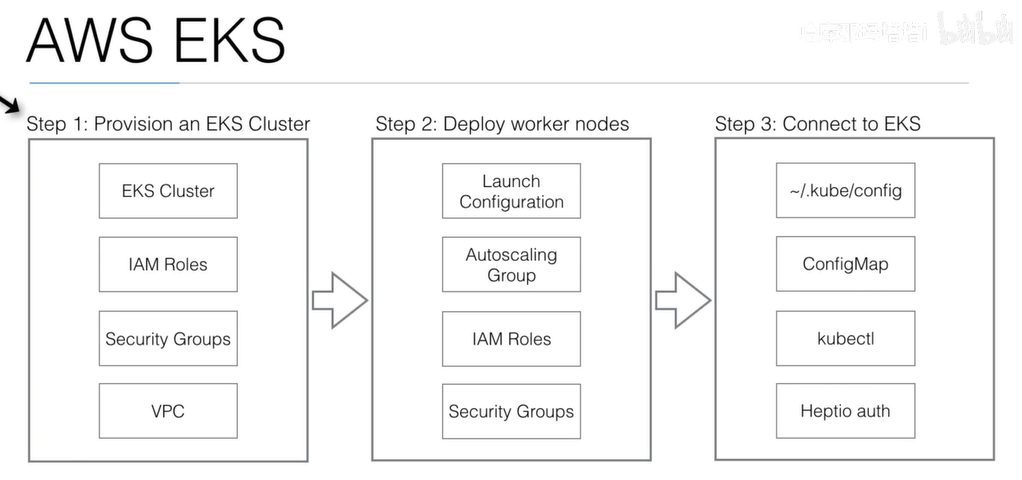 AWS EKS
Step 1: Provision an EKS Cluster
EKS Cluster
IAM Roles
Security Groups
VPC
Step 2: Deploy worker nodes
Launch
Configuration
Autoscaling
Group
IAM Roles
Security Groups
Step 3: Connect to EKS
~/.kube/config
ConfigMap
kubectl
Heptio auth